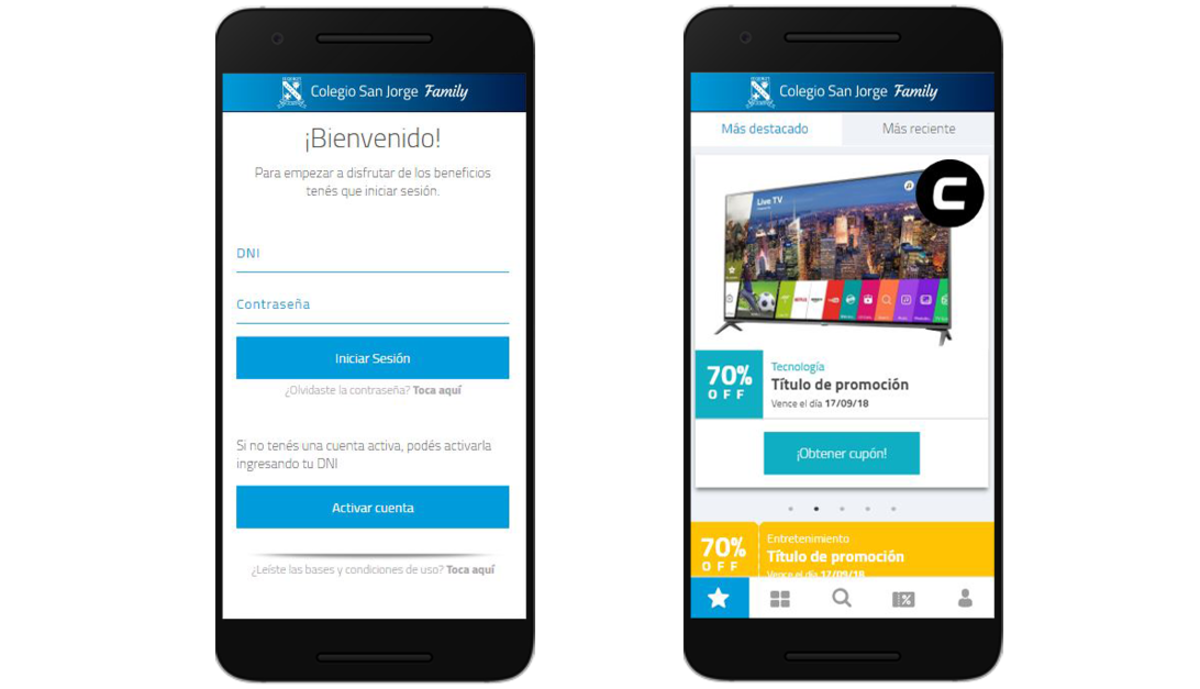 Colegio San Jorge Family
¡Bienvenido!
Para empezar a disfrutar de los beneficios
tenés que iniciar sesión.
DNI
Contraseña
Iniciar Sesión
¿Olvidaste la contraseña? Toca aquí
Si no tenés una cuenta activa, podés activarla
ingresando tu DNI
Activar cuenta
¿Leíste las bases y condiciones de uso? Toca aquí
Colegio San Jorge Family
Más destacado
Más reciente
Live TV
C
70%
OFF
Tecnología
Título de promoción
Vence el día 17/09/18
¡Obtener cupón!
70%
OFF
Entretenimiento
Título de promoción
Vence el día 17/09/18